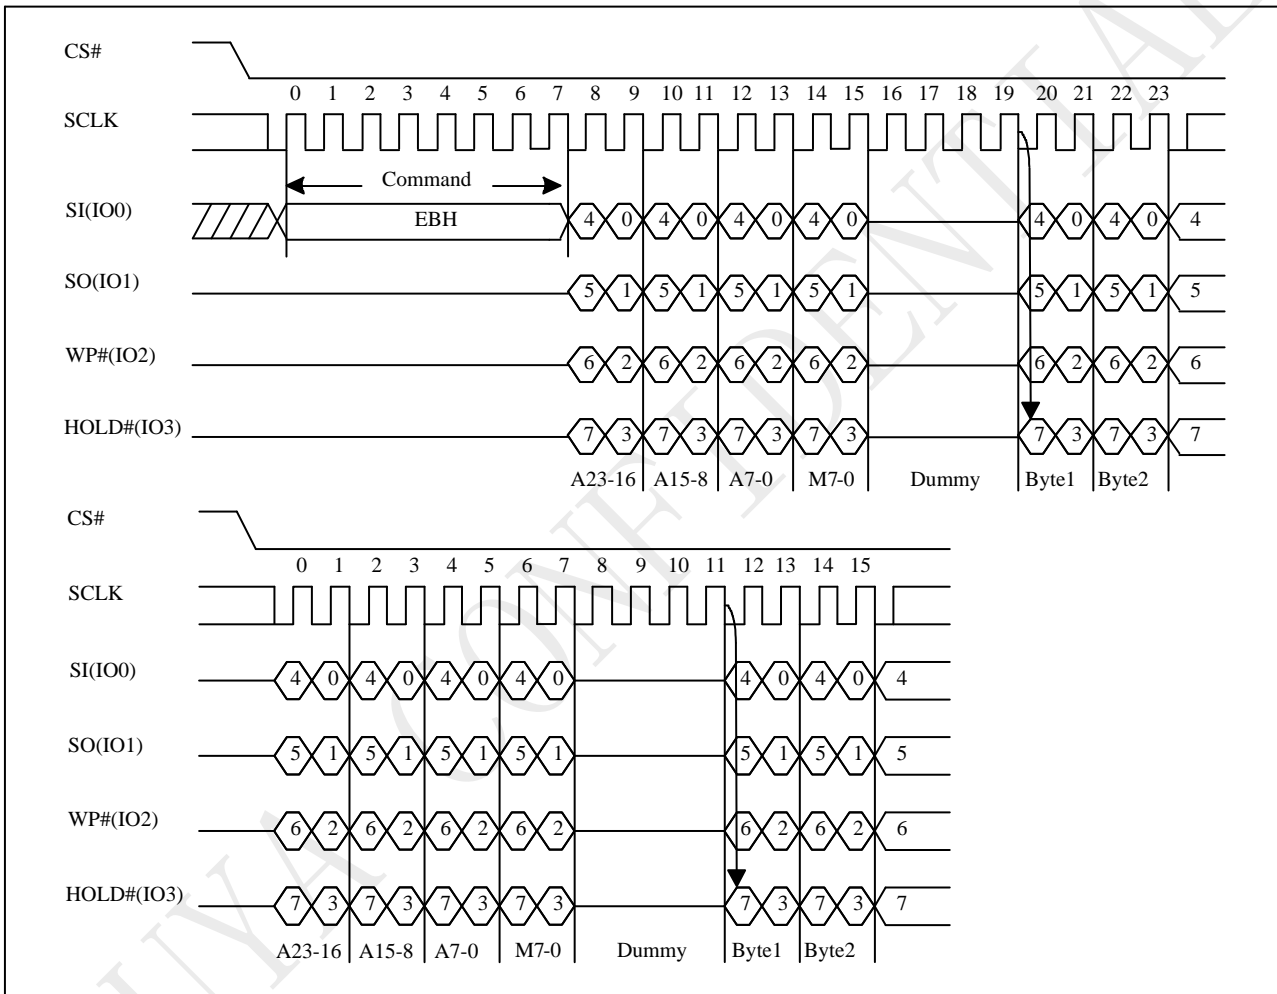 CS#
0 1 2 3 4 5 6 7 8 9 10 11 12 13 14 15 16 17 18 19 20 21 22 23
SCLK
Command
SI(IO0) EBH 4 0 4 0 4 0 4 0 4 0 4 0 4
SO(IO1) 5 1 5 1 5 1 5 1 5 1 5 1 5
WP#(IO2) 6 2 6 2 6 2 6 2 6 2 6 2 6
HOLD#(IO3) 7 3 7 3 7 3 7 3 7 3 7 3 7
A23-16 A15-8 A7-0 M7-0 Dummy Byte1 Byte2
CS#
0 1 2 3 4 5 6 7 8 9 10 11 12 13 14 15
SCLK
SI(IO0) 4 0 4 0 4 0 4 0 4 0 4 0 4
SO(IO1) 5 1 5 1 5 1 5 1 5 1 5 1 5
WP#(IO2) 6 2 6 2 6 2 6 2 6 2 6 2 6
HOLD#(IO3) 7 3 7 3 7 3 7 3 7 3 7 3 7
A23-16 A15-8 A7-0 M7-0 Dummy Byte1 Byte2
UYA CONFIDENTIAL